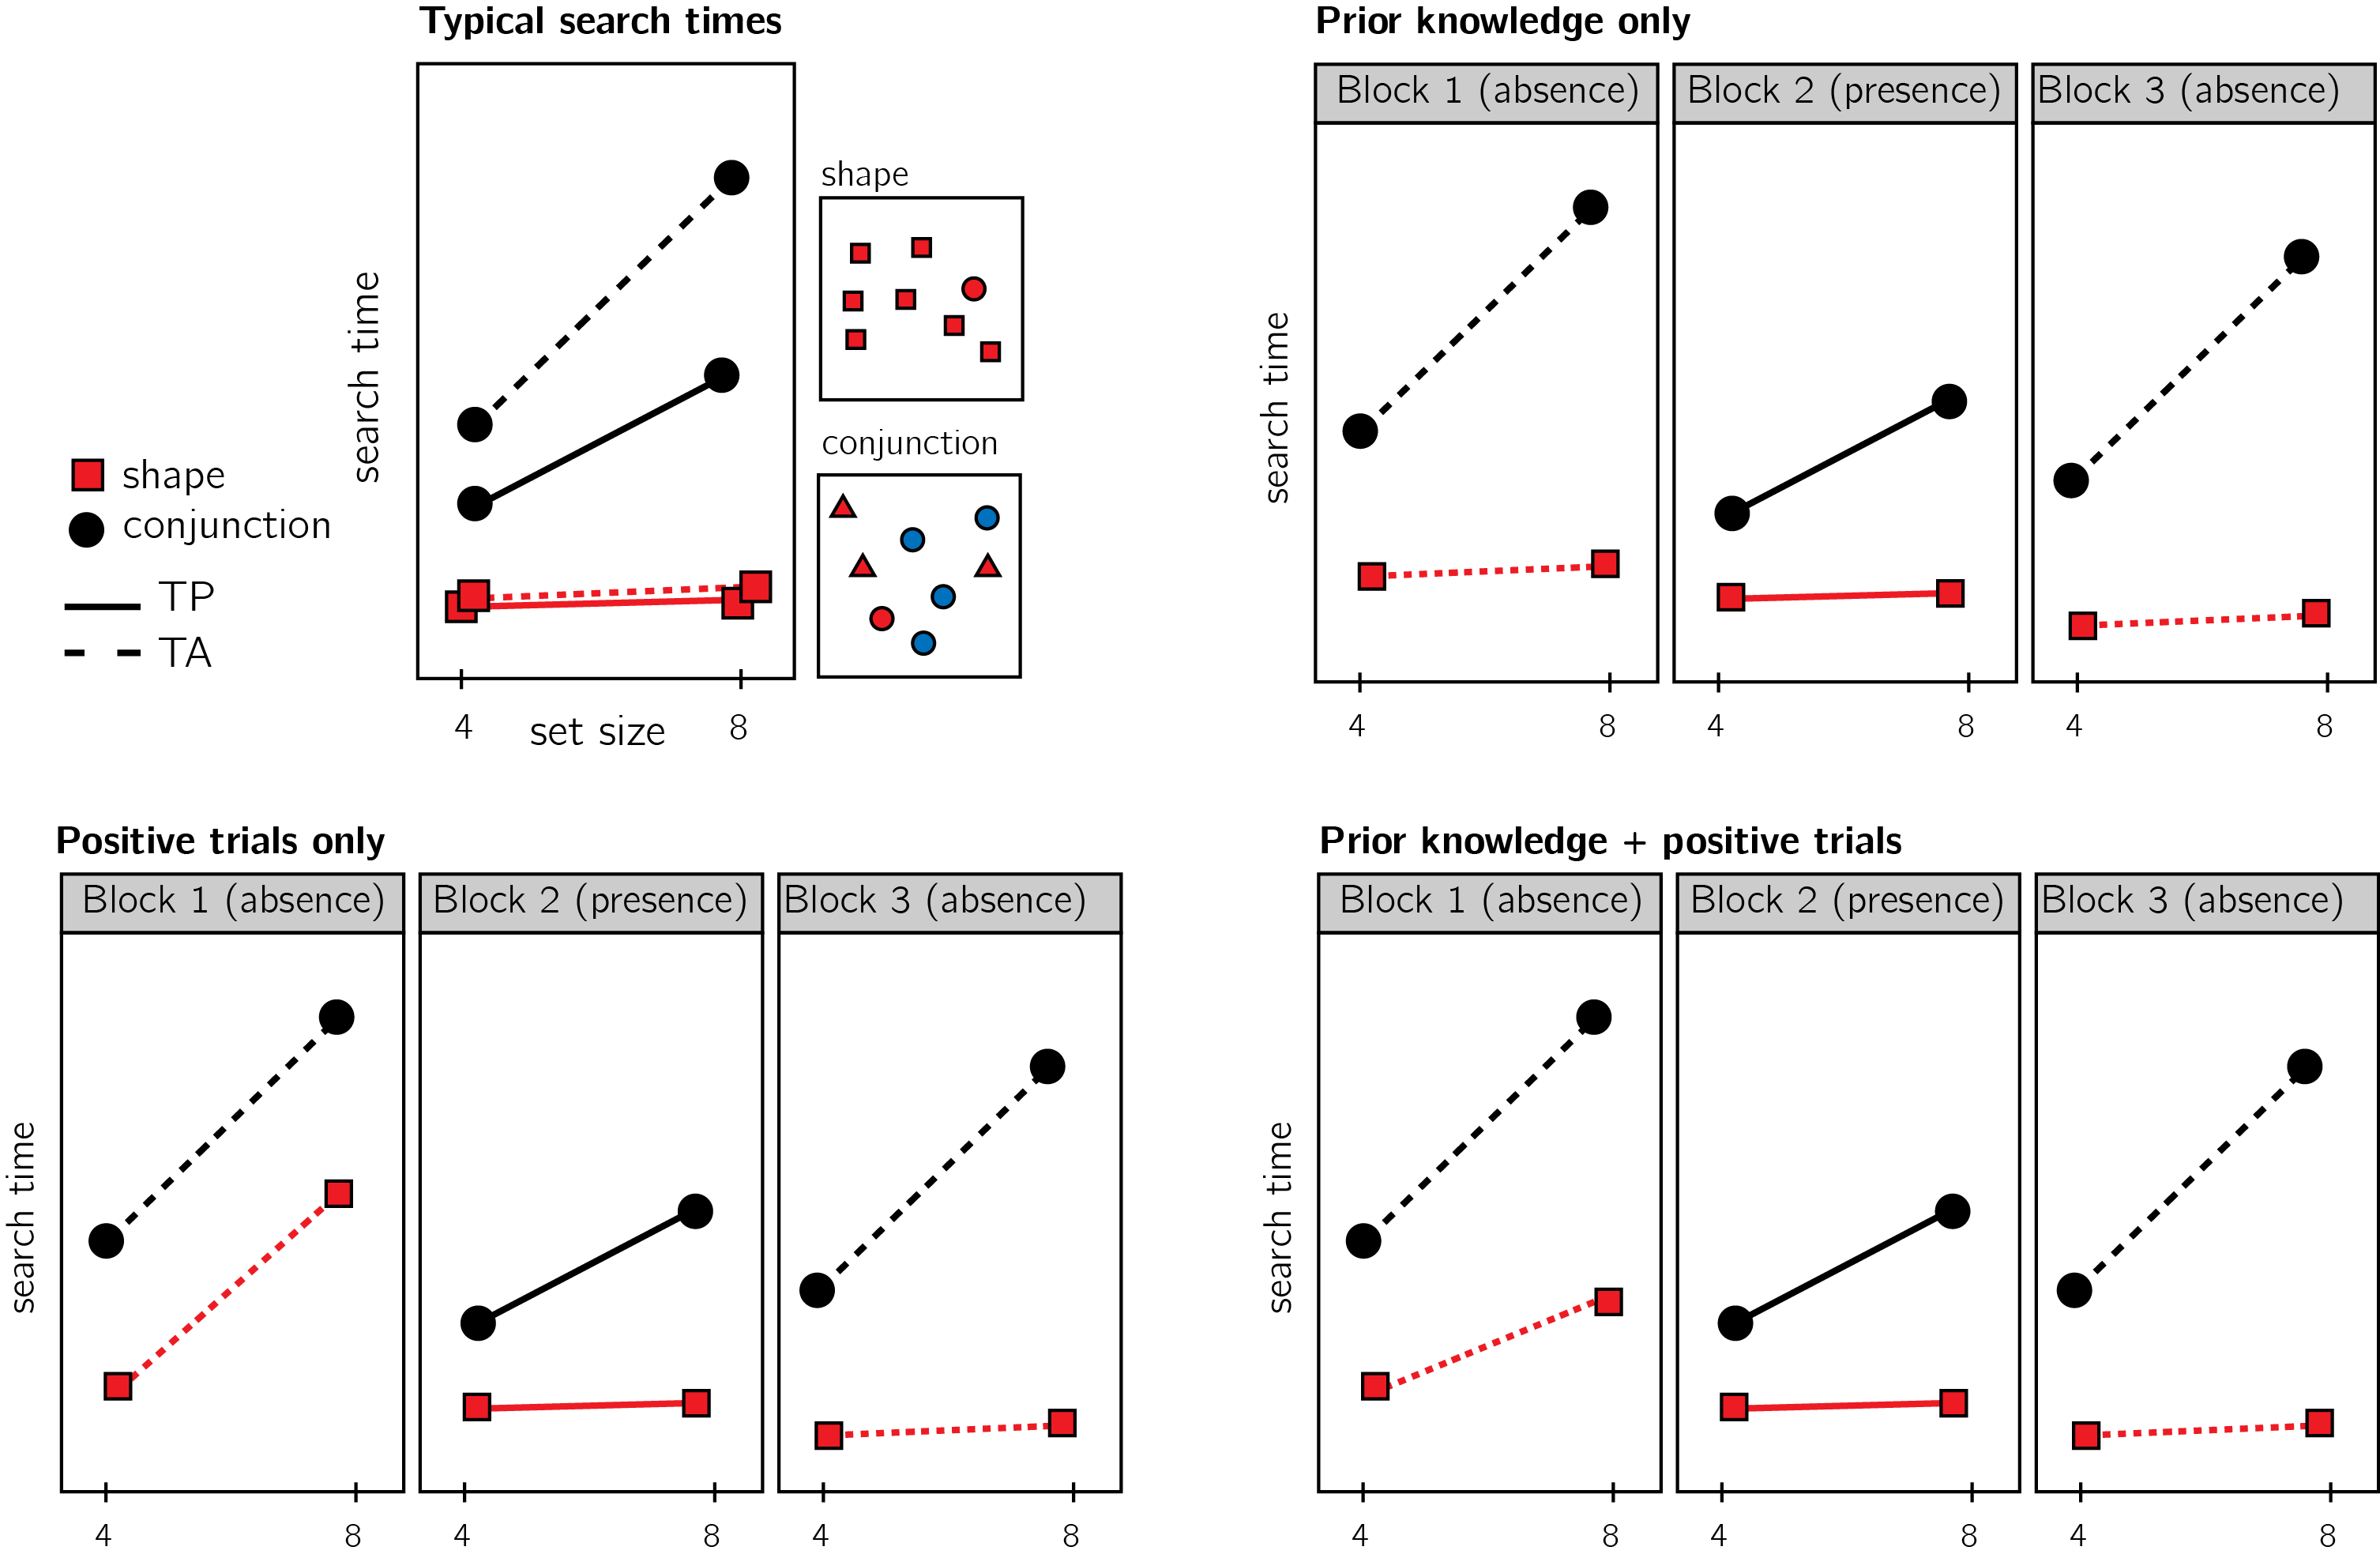 Typical search times
search time
shape
conjunction
TP
TA
4
8
set size
shape
conjunction
Prior knowledge only
Block 1 (absence)
Block 2 (presence)
Block 3 (absence)
search time
4
8
4
8
4
8
Positive trials only
Block 1 (absence)
Block 2 (presence)
Block 3 (absence)
search time
4
8
4
8
4
8
Prior knowledge + positive trials
Block 1 (absence)
Block 2 (presence)
Block 3 (absence)
search time
4
8
4
8
4
8